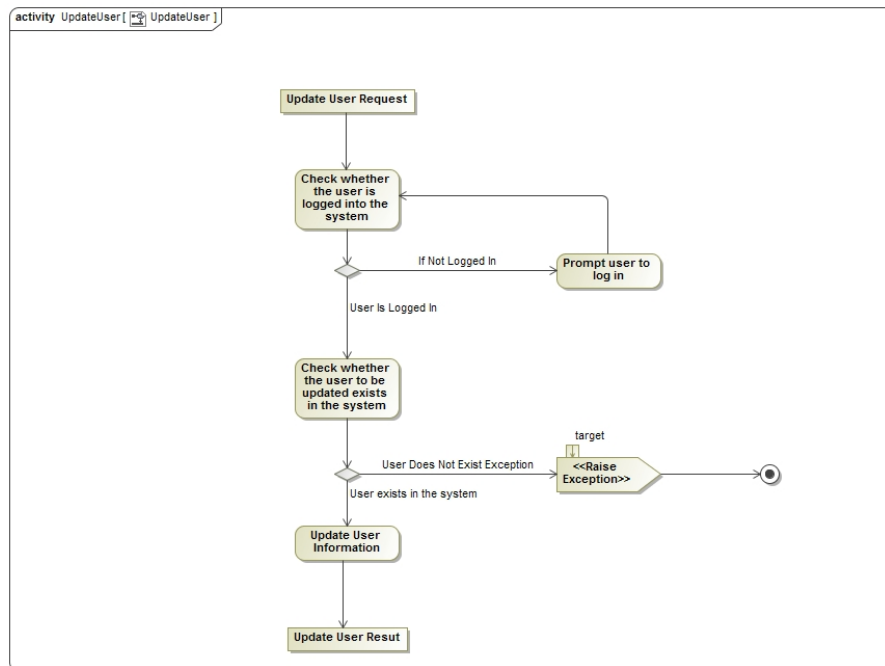 activity UpdateUser [ UpdateUser ]
Update User Request
Check whether
the user is
logged into the
system
If Not Logged In
Prompt user to
log in
User Is Logged In
Check whether
the user to be
updated exists
in the system
target
User Does Not Exist Exception
<<Raise
Exception>>
User exists in the system
Update User
Information
Update User Resut